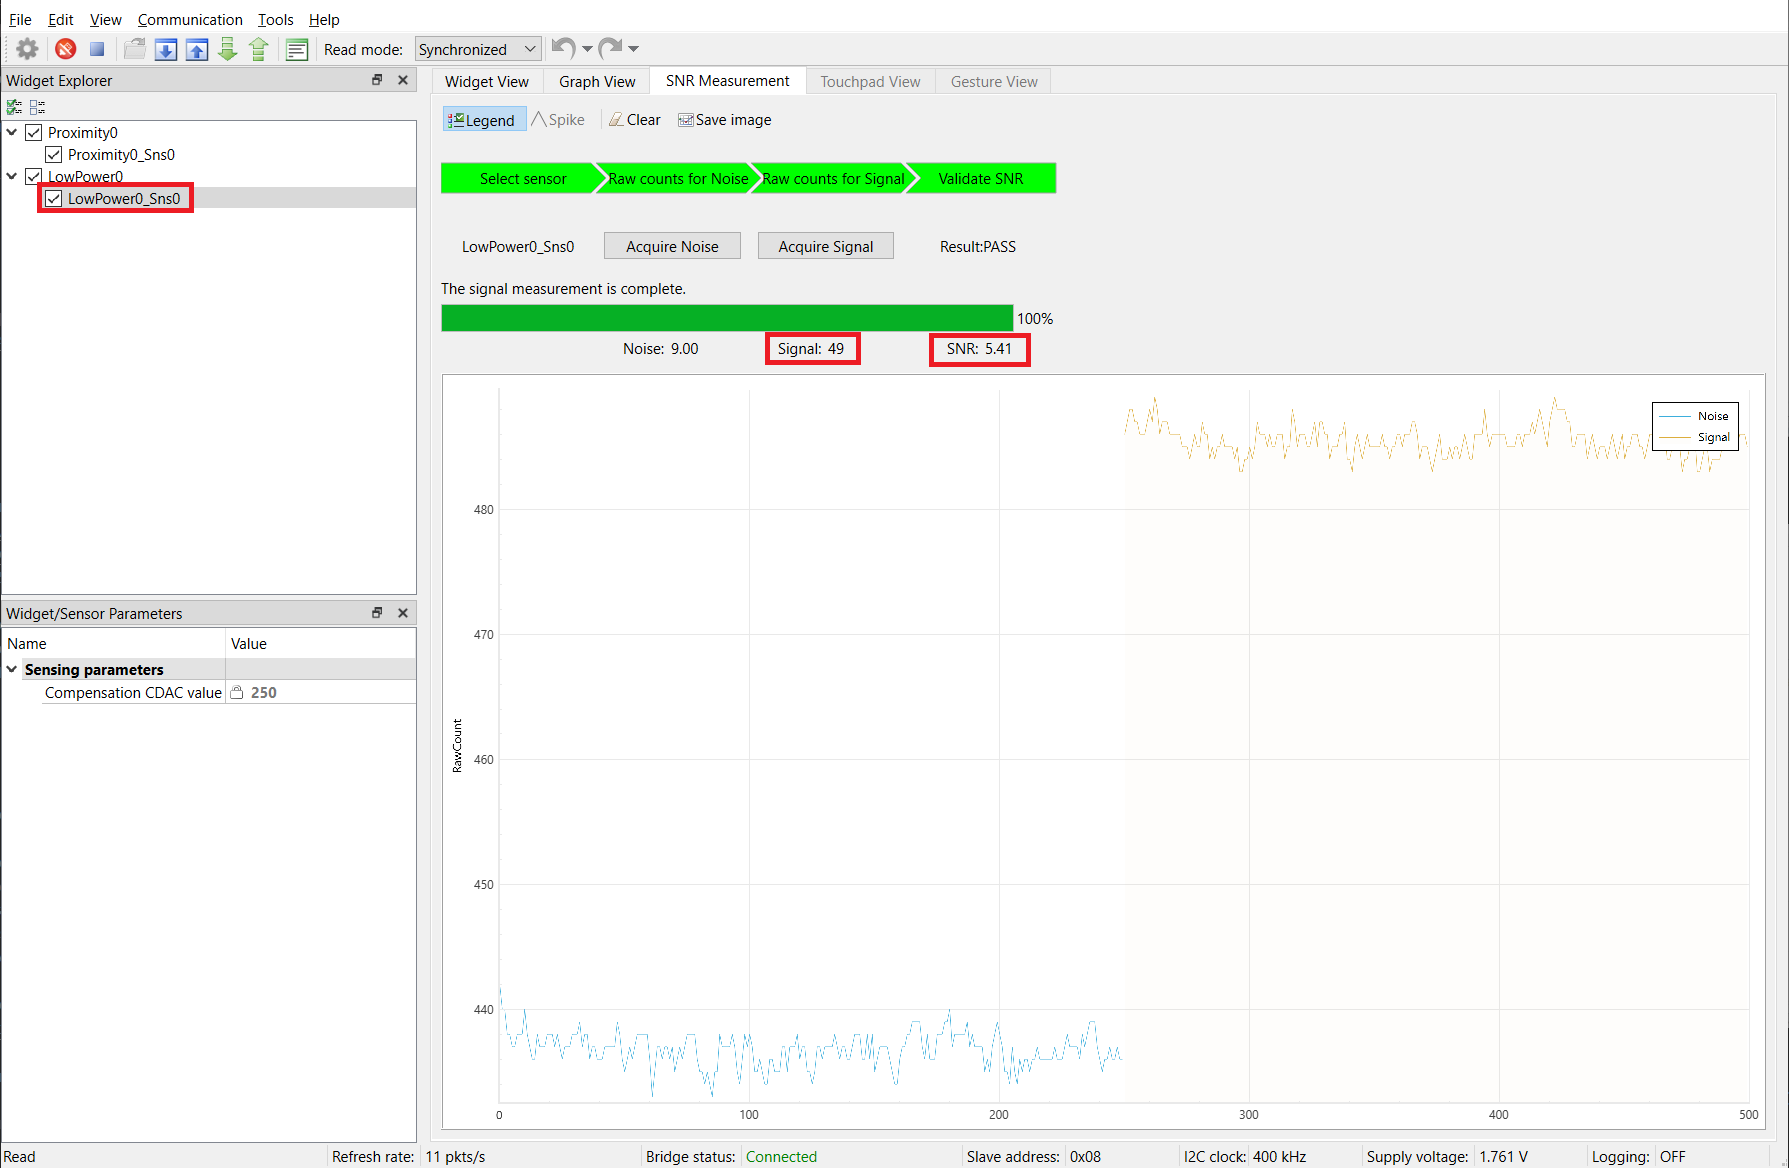 File Edit View Communication Tools Help
Read mode: Synchronized
Widget Explorer
Proximity0
Proximity0_Sns0
LowPower0
LowPower0_Sns0
Widget/Sensor Parameters
Name Value
Sensing parameters
Compensation CDAC value 250
Widget View Graph View SNR Measurement Touchpad View Gesture View
Legend Spike Clear Save image
Select sensor Raw counts for Noise Raw counts for Signal Validate SNR
LowPower0_Sns0 Acquire Noise Acquire Signal Result:PASS
The signal measurement is complete.
100%
Noise: 9.00 Signal: 49 SNR: 5.41
Noise
Signal
480
470
460
450
440
RawCount
0 100 200 300 400 500
Read Refresh rate: 11 pkts/s Bridge status: Connected Slave address: 0x08 I2C clock: 400 kHz Supply voltage: 1.761 V Logging: OFF